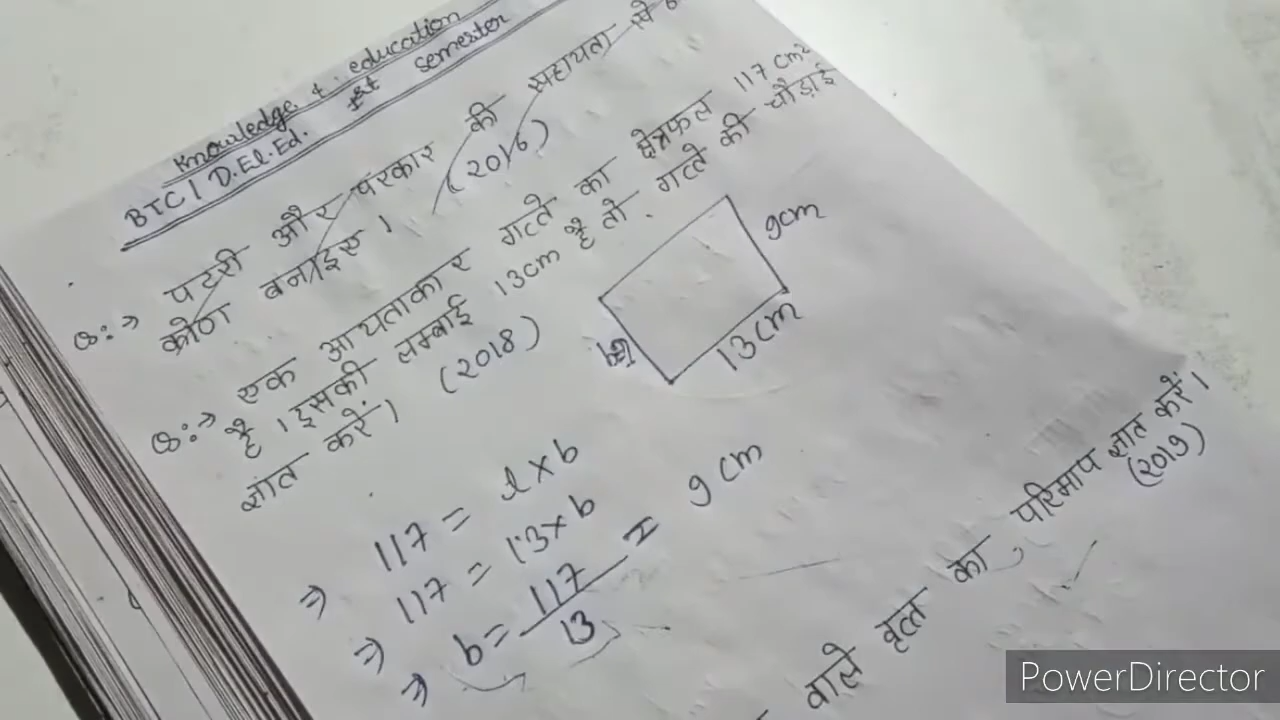 Knowledge & education
BTC / D.El.Ed. Ist semester
Q:→ पटरी और परकार की सहायता से
कोण बनाइए। (2016)
Q:→ एक आयताकार गत्ते का क्षेत्रफल 117 cm²
है। इसकी लम्बाई 13cm है तो गत्ते की चौड़ाई
ज्ञात करें। (2018)
9cm
13cm
117 = l×b
⇒ 117 = 13×b
⇒ b = 117/13 = 9 cm
⇒
वाले वृत्त का परिमाप ज्ञात करें।
(2019)
PowerDirector